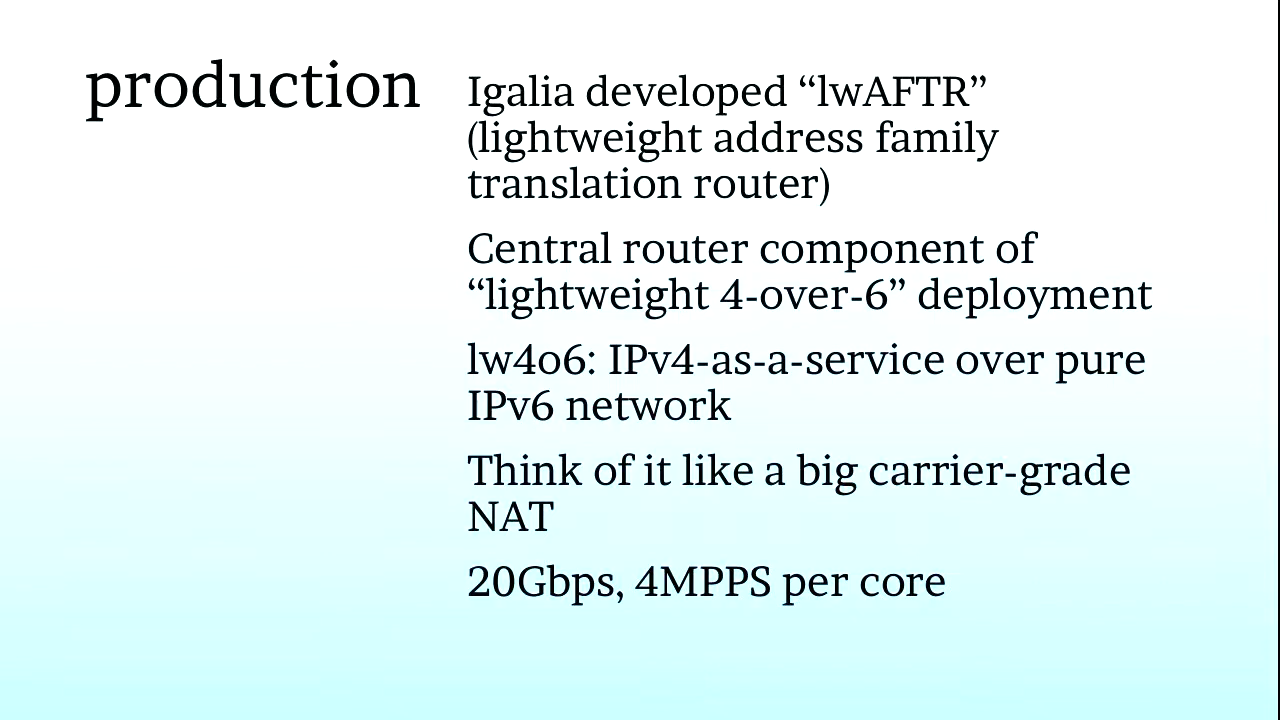 production
Igalia developed “lwAFTR”
(lightweight address family
translation router)
Central router component of
“lightweight 4-over-6” deployment
lw4o6: IPv4-as-a-service over pure
IPv6 network
Think of it like a big carrier-grade
NAT
20Gbps, 4MPPS per core